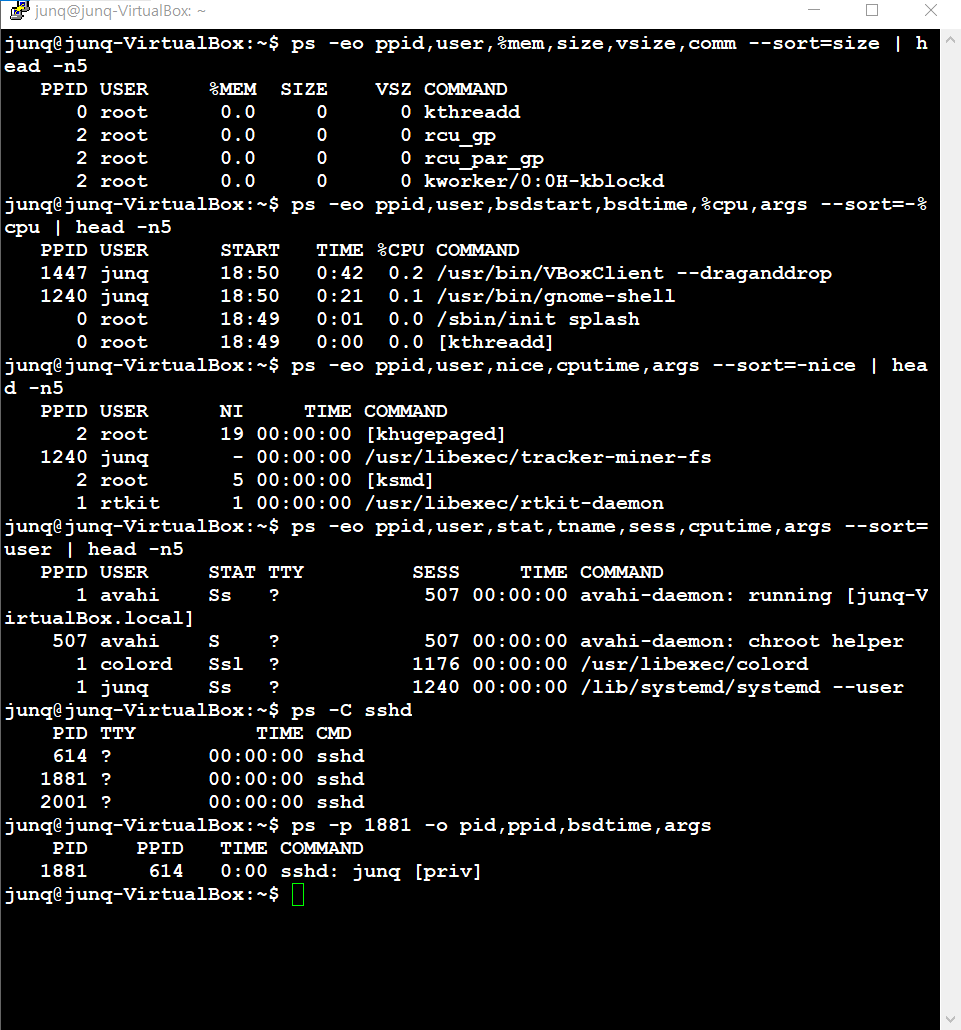 junq@junq-VirtualBox: ~
junq@junq-VirtualBox:~$ ps -eo ppid,user,%mem,size,vsize,comm --sort=size | h
ead -n5
   PPID USER     %MEM  SIZE    VSZ COMMAND
      0 root      0.0     0      0 kthreadd
      2 root      0.0     0      0 rcu_gp
      2 root      0.0     0      0 rcu_par_gp
      2 root      0.0     0      0 kworker/0:0H-kblockd
junq@junq-VirtualBox:~$ ps -eo ppid,user,bsdstart,bsdtime,%cpu,args --sort=-%
cpu | head -n5
   PPID USER      START   TIME %CPU COMMAND
   1447 junq      18:50   0:42  0.2 /usr/bin/VBoxClient --draganddrop
   1240 junq      18:50   0:21  0.1 /usr/bin/gnome-shell
      0 root      18:49   0:01  0.0 /sbin/init splash
      0 root      18:49   0:00  0.0 [kthreadd]
junq@junq-VirtualBox:~$ ps -eo ppid,user,nice,cputime,args --sort=-nice | hea
d -n5
   PPID USER      NI     TIME COMMAND
      2 root      19 00:00:00 [khugepaged]
   1240 junq       - 00:00:00 /usr/libexec/tracker-miner-fs
      2 root       5 00:00:00 [ksmd]
      1 rtkit      1 00:00:00 /usr/libexec/rtkit-daemon
junq@junq-VirtualBox:~$ ps -eo ppid,user,stat,tname,sess,cputime,args --sort=
user | head -n5
   PPID USER     STAT TTY         SESS     TIME COMMAND
      1 avahi    Ss   ?            507 00:00:00 avahi-daemon: running [junq-V
irtualBox.local]
    507 avahi    S    ?            507 00:00:00 avahi-daemon: chroot helper
      1 colord   Ssl  ?           1176 00:00:00 /usr/libexec/colord
      1 junq     Ss   ?           1240 00:00:00 /lib/systemd/systemd --user
junq@junq-VirtualBox:~$ ps -C sshd
    PID TTY          TIME CMD
    614 ?        00:00:00 sshd
   1881 ?        00:00:00 sshd
   2001 ?        00:00:00 sshd
junq@junq-VirtualBox:~$ ps -p 1881 -o pid,ppid,bsdtime,args
    PID    PPID   TIME COMMAND
   1881     614   0:00 sshd: junq [priv]
junq@junq-VirtualBox:~$